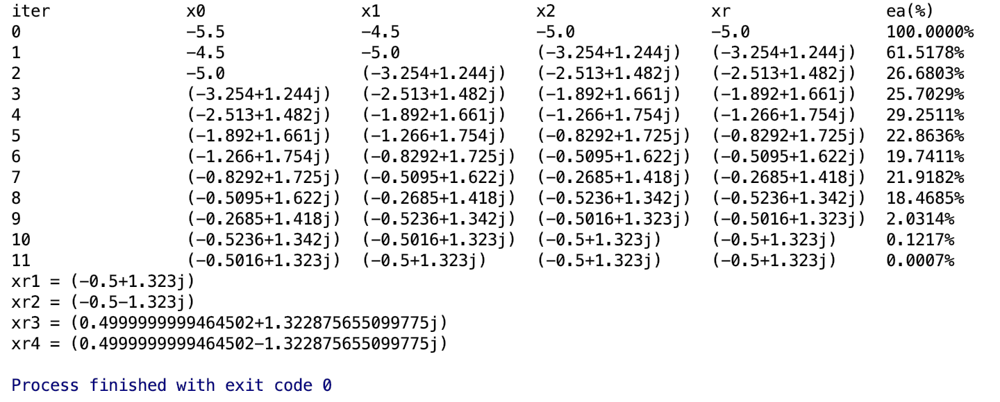 iter x0 x1 x2 xr ea(%)
0 -5.5 -4.5 -5.0 -5.0 100.0000%
1 -4.5 -5.0 (-3.254+1.244j) (-3.254+1.244j) 61.5178%
2 -5.0 (-3.254+1.244j) (-2.513+1.482j) (-2.513+1.482j) 26.6803%
3 (-3.254+1.244j) (-2.513+1.482j) (-1.892+1.661j) (-1.892+1.661j) 25.7029%
4 (-2.513+1.482j) (-1.892+1.661j) (-1.266+1.754j) (-1.266+1.754j) 29.2511%
5 (-1.892+1.661j) (-1.266+1.754j) (-0.8292+1.725j) (-0.8292+1.725j) 22.8636%
6 (-1.266+1.754j) (-0.8292+1.725j) (-0.5095+1.622j) (-0.5095+1.622j) 19.7411%
7 (-0.8292+1.725j) (-0.5095+1.622j) (-0.2685+1.418j) (-0.2685+1.418j) 21.9182%
8 (-0.5095+1.622j) (-0.2685+1.418j) (-0.5236+1.342j) (-0.5236+1.342j) 18.4685%
9 (-0.2685+1.418j) (-0.5236+1.342j) (-0.5016+1.323j) (-0.5016+1.323j) 2.0314%
10 (-0.5236+1.342j) (-0.5016+1.323j) (-0.5+1.323j) (-0.5+1.323j) 0.1217%
11 (-0.5016+1.323j) (-0.5+1.323j) (-0.5+1.323j) (-0.5+1.323j) 0.0007%
xr1 = (-0.5+1.323j)
xr2 = (-0.5-1.323j)
xr3 = (0.4999999999464502+1.322875655099775j)
xr4 = (0.4999999999464502-1.322875655099775j)
Process finished with exit code 0